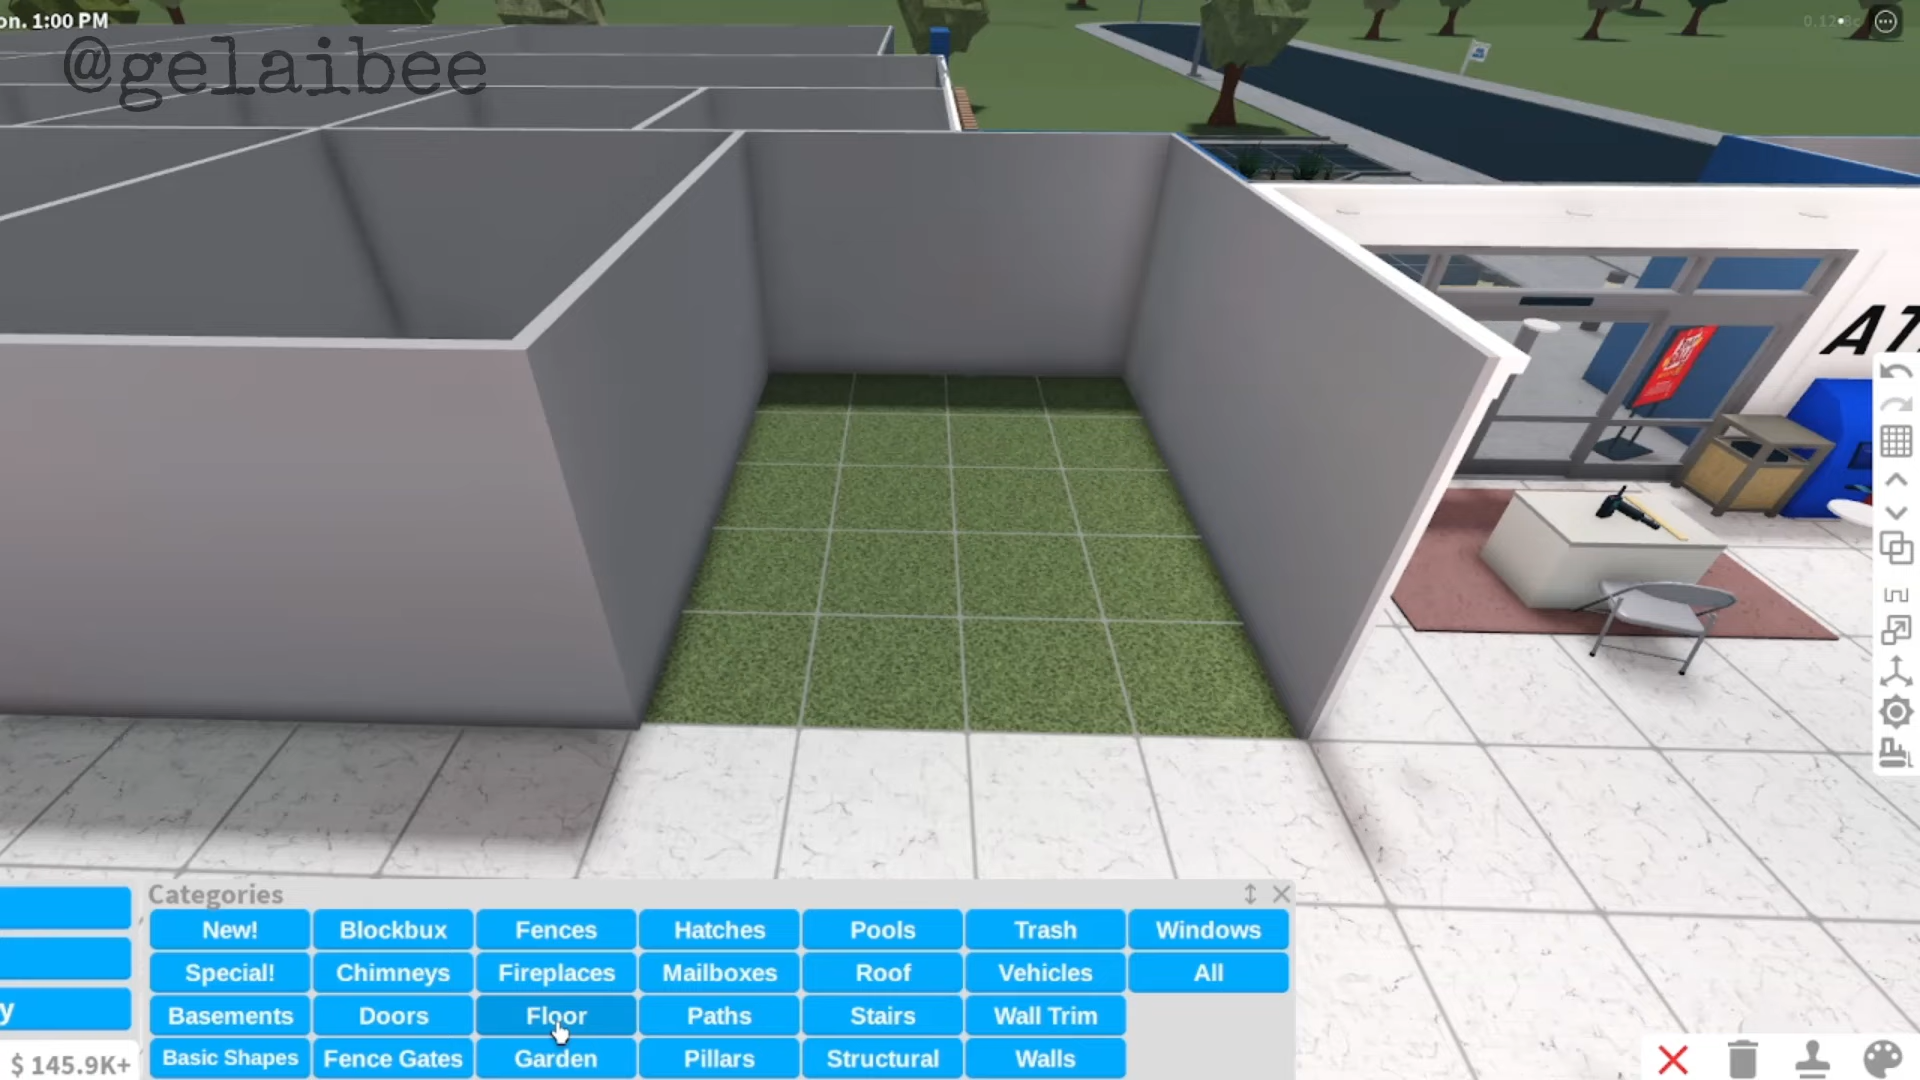 on. 1:00 PM
@gelaibee
AT
Categories
New!
Blockbux
Fences
Hatches
Pools
Trash
Windows
Special!
Chimneys
Fireplaces
Mailboxes
Roof
Vehicles
All
Basements
Doors
Floor
Paths
Stairs
Wall Trim
y
Basic Shapes
Fence Gates
Garden
Pillars
Structural
Walls
$ 145.9K+